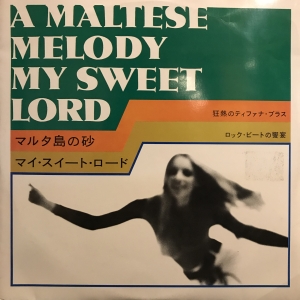 A MALTESE
MELODY
MY SWEET
LORD
狂熱のティファナ・ブラス
マルタ島の砂
ロック・ビートの響宴
マイ・スイート・ロード